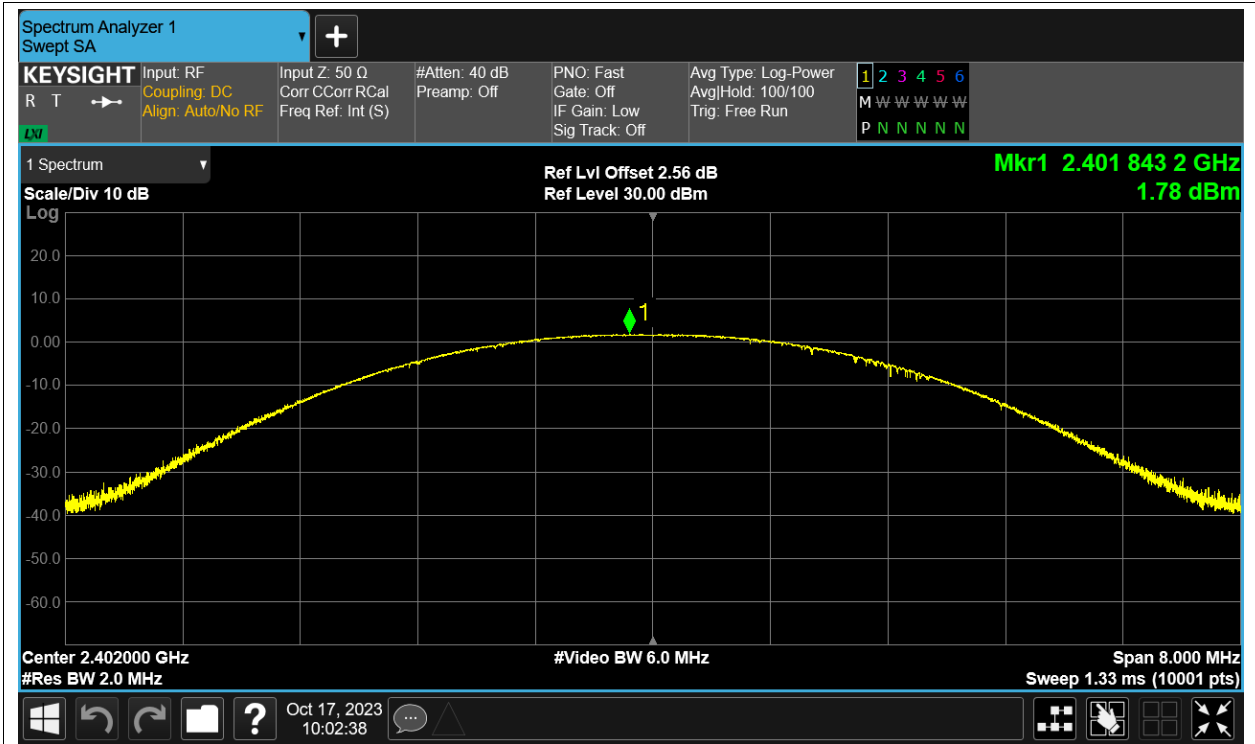 Spectrum Analyzer 1
Swept SA
KEYSIGHT
R T
LXI
Input: RF
Coupling: DC
Align: Auto/No RF
Input Z: 50 Ω
Corr CCorr RCal
Freq Ref: Int (S)
#Atten: 40 dB
Preamp: Off
PNO: Fast
Gate: Off
IF Gain: Low
Sig Track: Off
Avg Type: Log-Power
Avg|Hold: 100/100
Trig: Free Run
1 2 3 4 5 6
M W W W W W
P N N N N N
1 Spectrum
Scale/Div 10 dB
Log
Ref Lvl Offset 2.56 dB
Ref Level 30.00 dBm
Mkr1 2.401 843 2 GHz
1.78 dBm
20.0
10.0
0.00
-10.0
-20.0
-30.0
-40.0
-50.0
-60.0
1
Center 2.402000 GHz
#Res BW 2.0 MHz
#Video BW 6.0 MHz
Span 8.000 MHz
Sweep 1.33 ms (10001 pts)
?
Oct 17, 2023
10:02:38